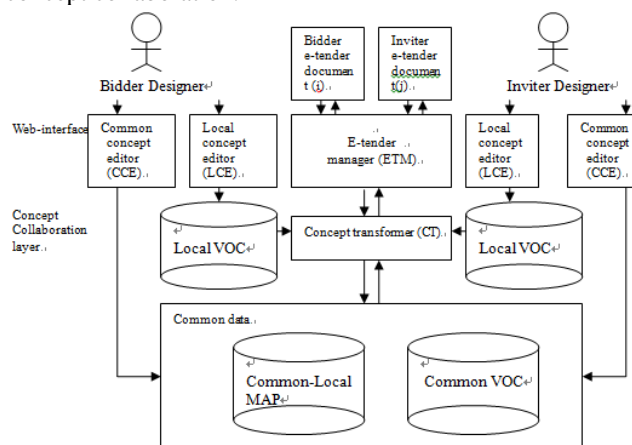 Bidder
e-tender
documen
t (i).
Inviter
e-tender
documen
t(j).
Bidder Designer
Inviter Designer
Web-interface
Common
concept
editor
(CCE).
Local
concept
editor
(LCE).
E-tender
manager (ETM).
Local
concept
editor
(LCE).
Common
concept
editor
(CCE).
Concept
Collaboration
layer.
Local VOC
Concept transformer (CT).
Local VOC
Common data.
Common-Local
MAP
Common VOC